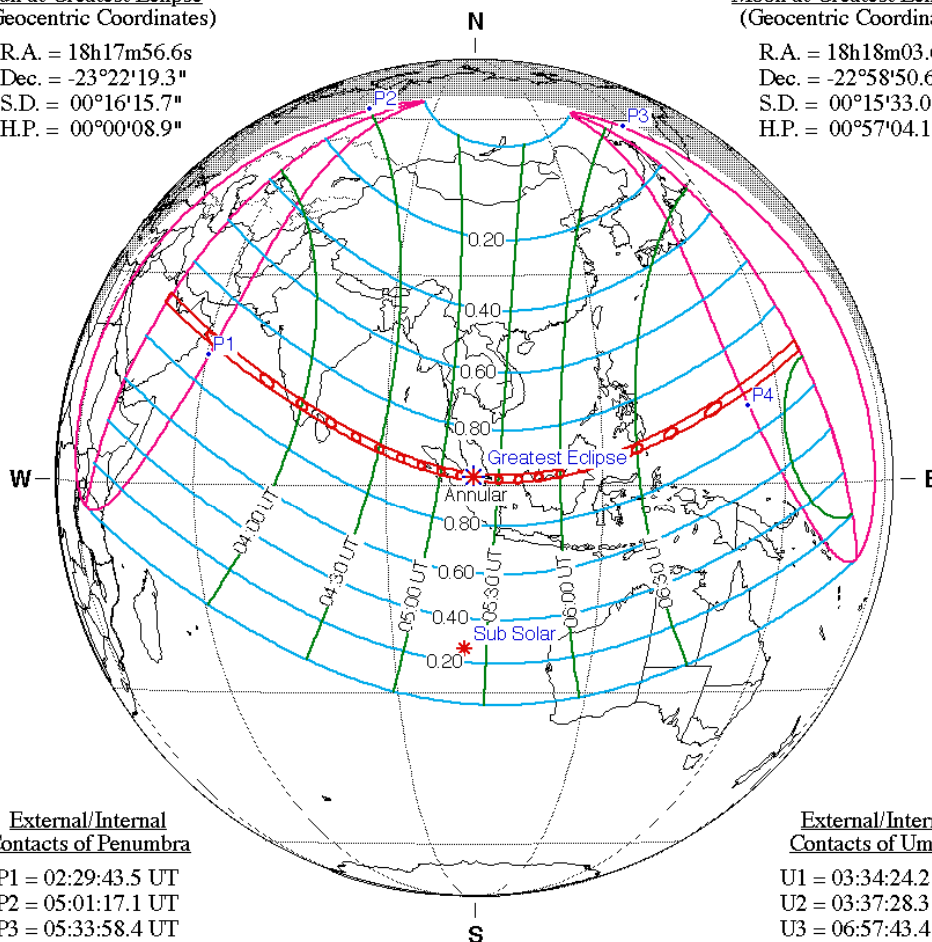 Geocentric Coordinates)
R.A. = 18h17m56.6s
Dec. = -23°22'19.3"
S.D. = 00°16'15.7"
H.P. = 00°00'08.9"
N
Moon at Greatest
(Geocentric Coordina
R.A. = 18h18m03.
Dec. = -22°58'50.6
S.D. = 00°15'33.0
H.P. = 00°57'04.1
P2
P3
0.20
0.40
P1
0.60
P4
0.80
Greatest Eclipse
W
E
Annular
0.80
04:00 UT
04:30 UT
05:00 UT
05:30 UT
06:00 UT
06:30 UT
0.60
0.40
Sub Solar
0.20
External/Internal
Contacts of Penumbra
P1 = 02:29:43.5 UT
P2 = 05:01:17.1 UT
P3 = 05:33:58.4 UT
External/Intern
Contacts of Um
U1 = 03:34:24.2
U2 = 03:37:28.3
U3 = 06:57:43.4
S